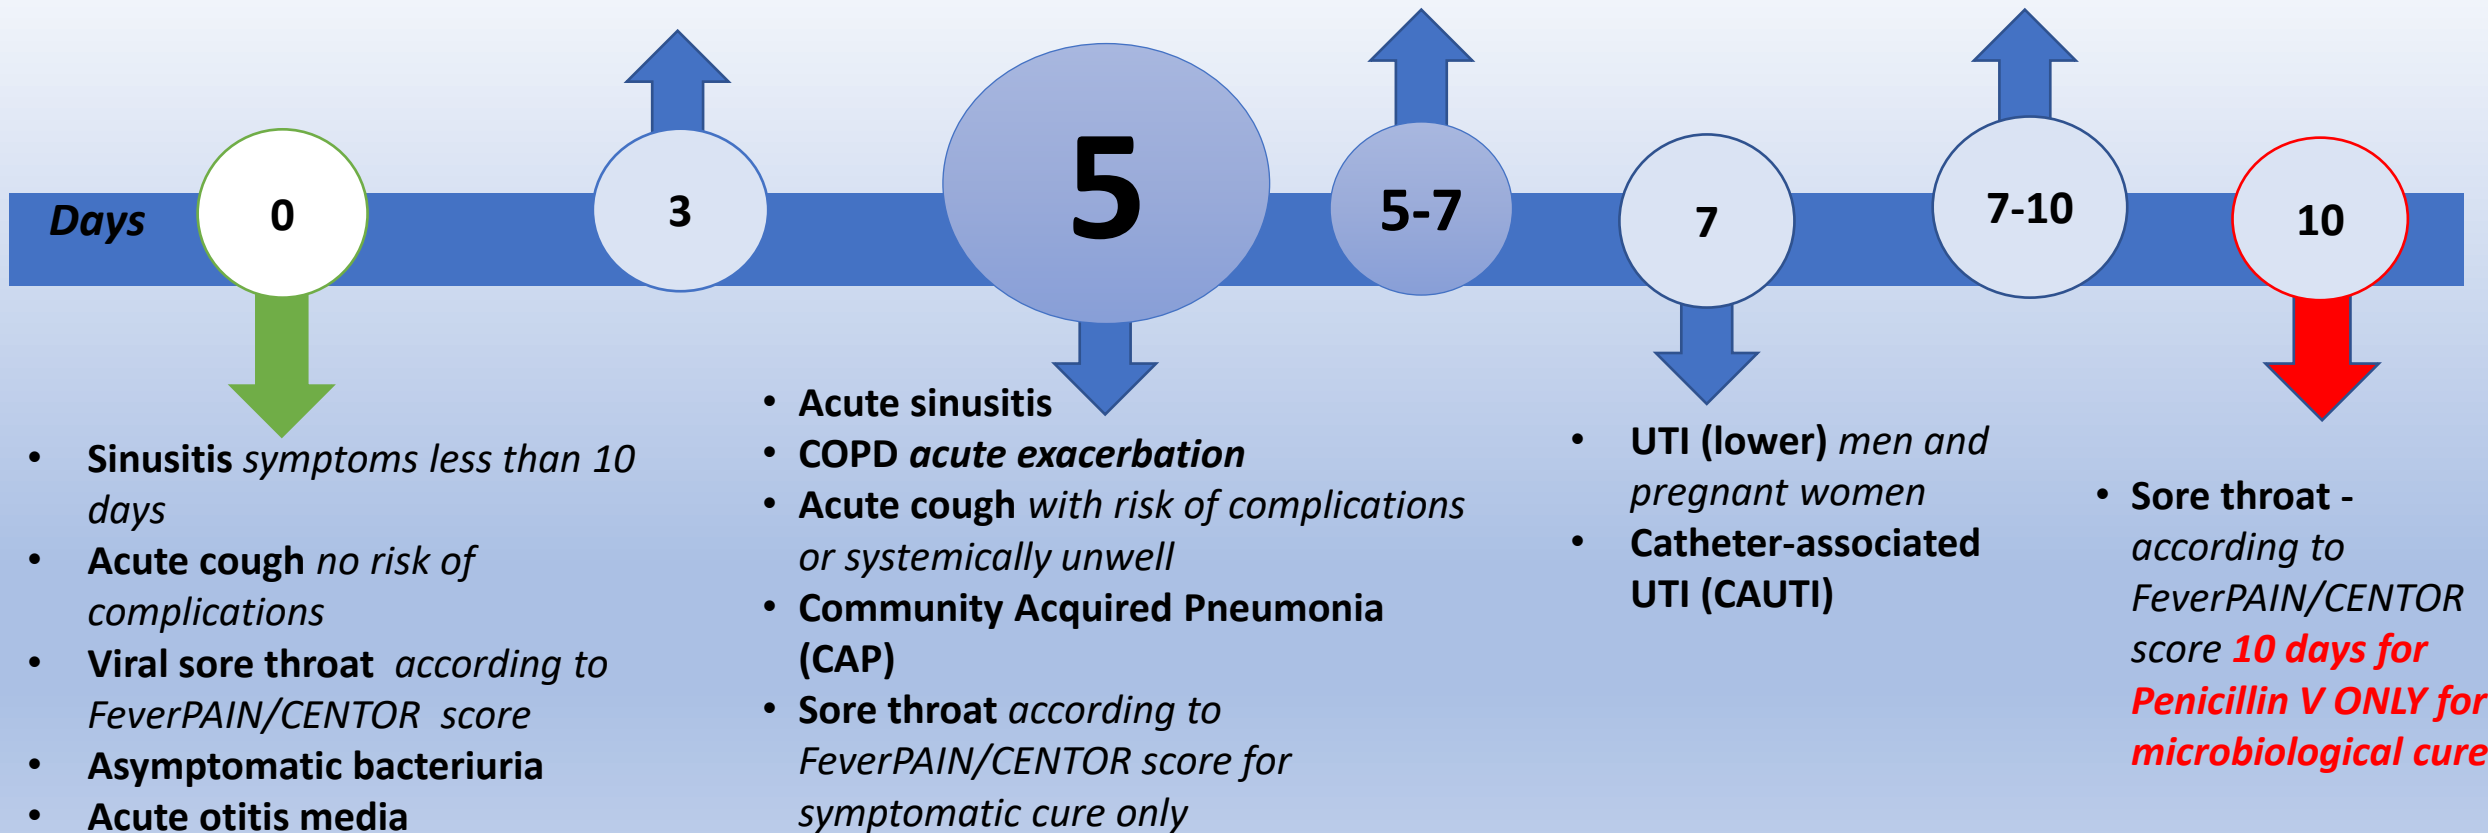 Days
0
3
5
5-7
7
7-10
10
• Sinusitis symptoms less than 10
days
• Acute cough no risk of
complications
• Viral sore throat according to
FeverPAIN/CENTOR score
• Asymptomatic bacteriuria
• Acute otitis media
• Acute sinusitis
• COPD acute exacerbation
• Acute cough with risk of complications
or systemically unwell
• Community Acquired Pneumonia
(CAP)
• Sore throat according to
FeverPAIN/CENTOR score for
symptomatic cure only
• UTI (lower) men and
pregnant women
• Catheter-associated
UTI (CAUTI)
• Sore throat -
according to
FeverPAIN/CENTOR
score 10 days for
Penicillin V ONLY for
microbiological cure